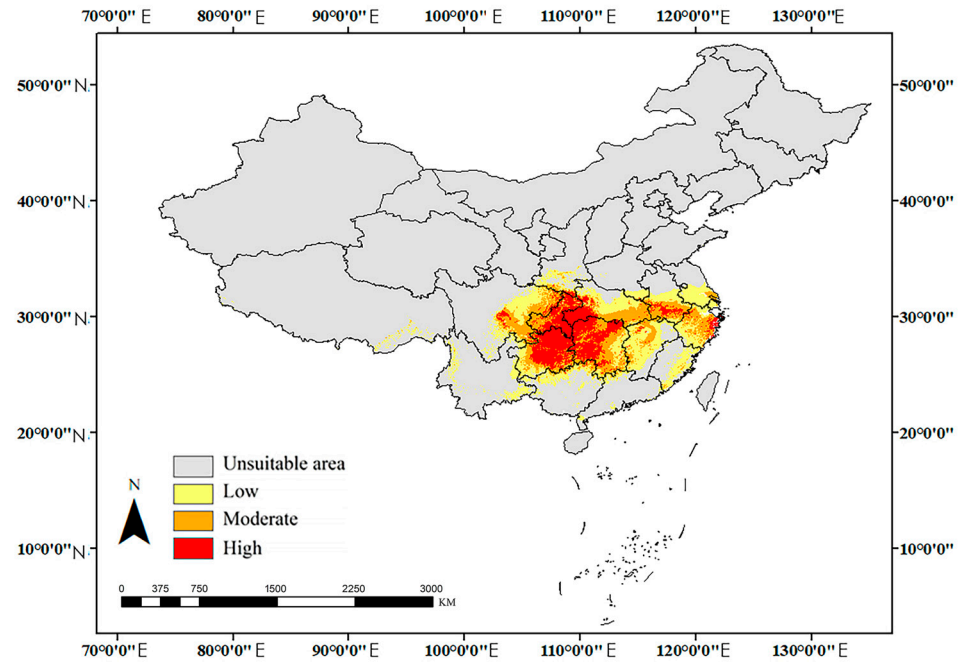 70°0'0" E 80°0'0" E 90°0'0" E 100°0'0" E 110°0'0" E 120°0'0" E 130°0'0" E
50°0'0" N 50°0'0" N
40°0'0" N 40°0'0" N
30°0'0" N 30°0'0" N
20°0'0" N 20°0'0" N
Unsuitable area
N
Low
Moderate
10°0'0" N 10°0'0" N
High
0 375 750 1500 2250 3000
KM
70°0'0" E 80°0'0" E 90°0'0" E 100°0'0" E 110°0'0" E 120°0'0" E 130°0'0" E